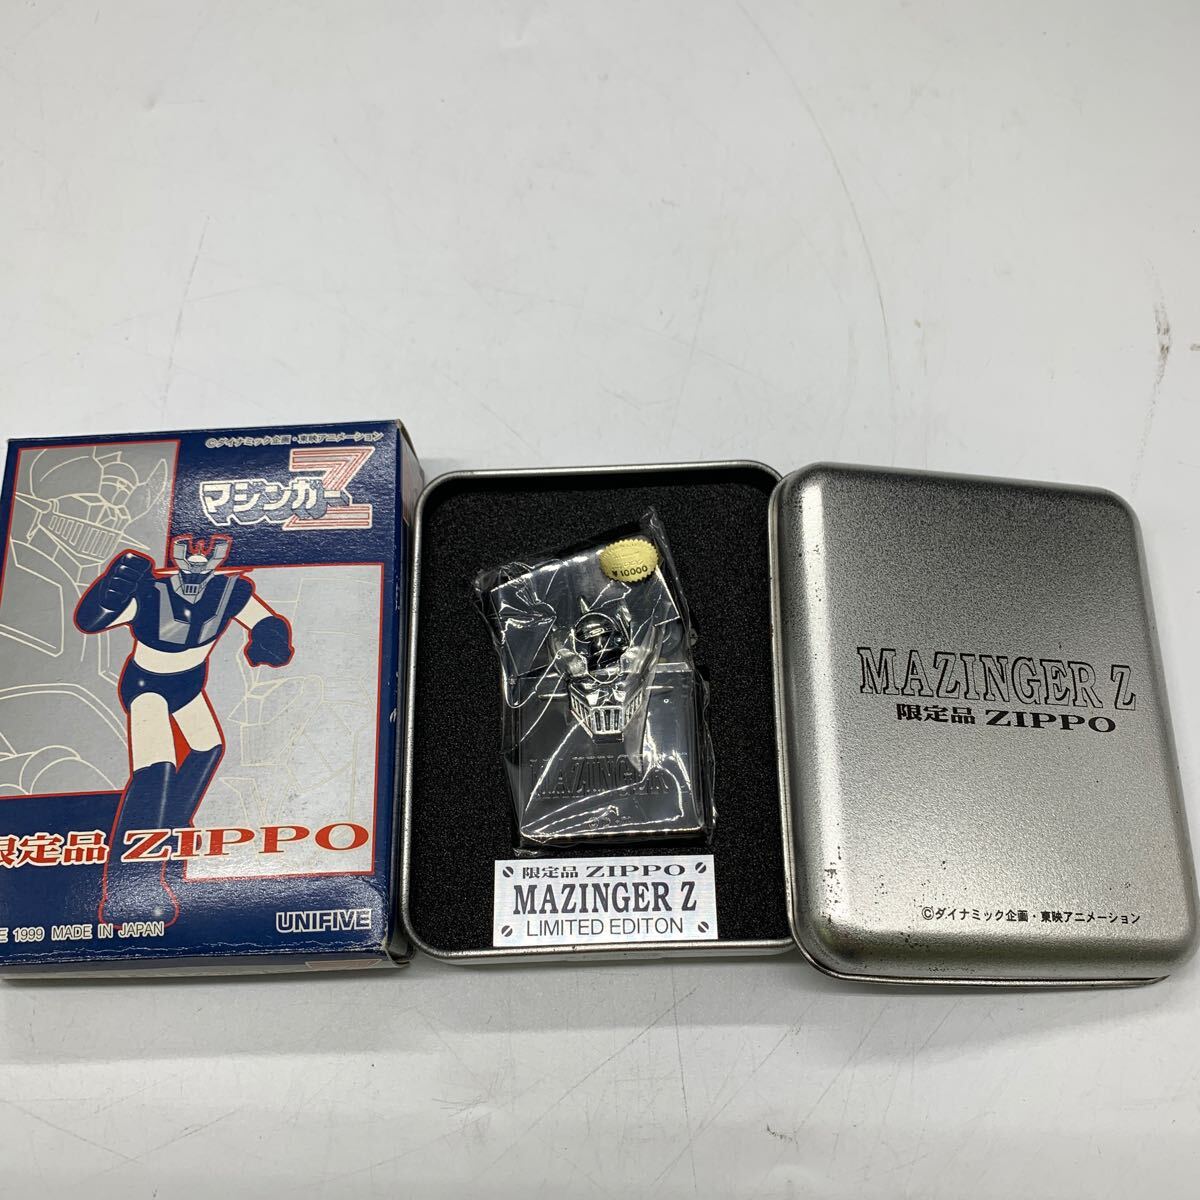 ©ダイナミック企画・東映アニメーション
マジンガーZ
限定品 ZIPPO
UNIFIVE
E 1999 MADE IN JAPAN
¥10000
MAZINGER
限定品 ZIPPO
MAZINGER Z
LIMITED EDITON
MAZINGER Z
限定品 ZIPPO
©ダイナミック企画・東映アニメーション